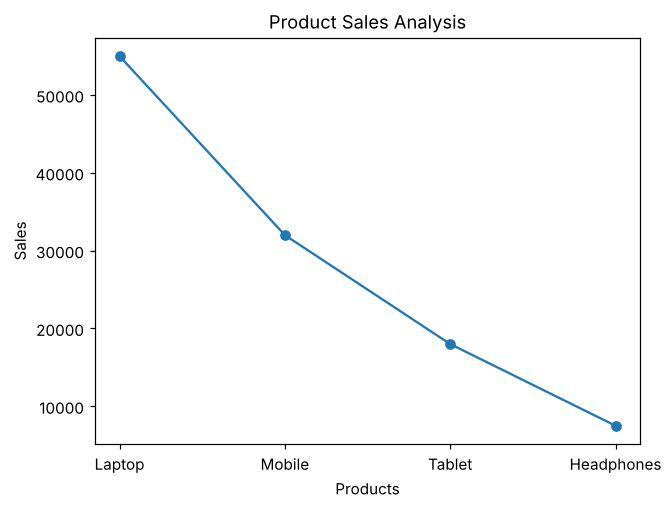 Product Sales Analysis
50000
40000
30000
20000
10000
Sales
Laptop Mobile Tablet Headphones
Products